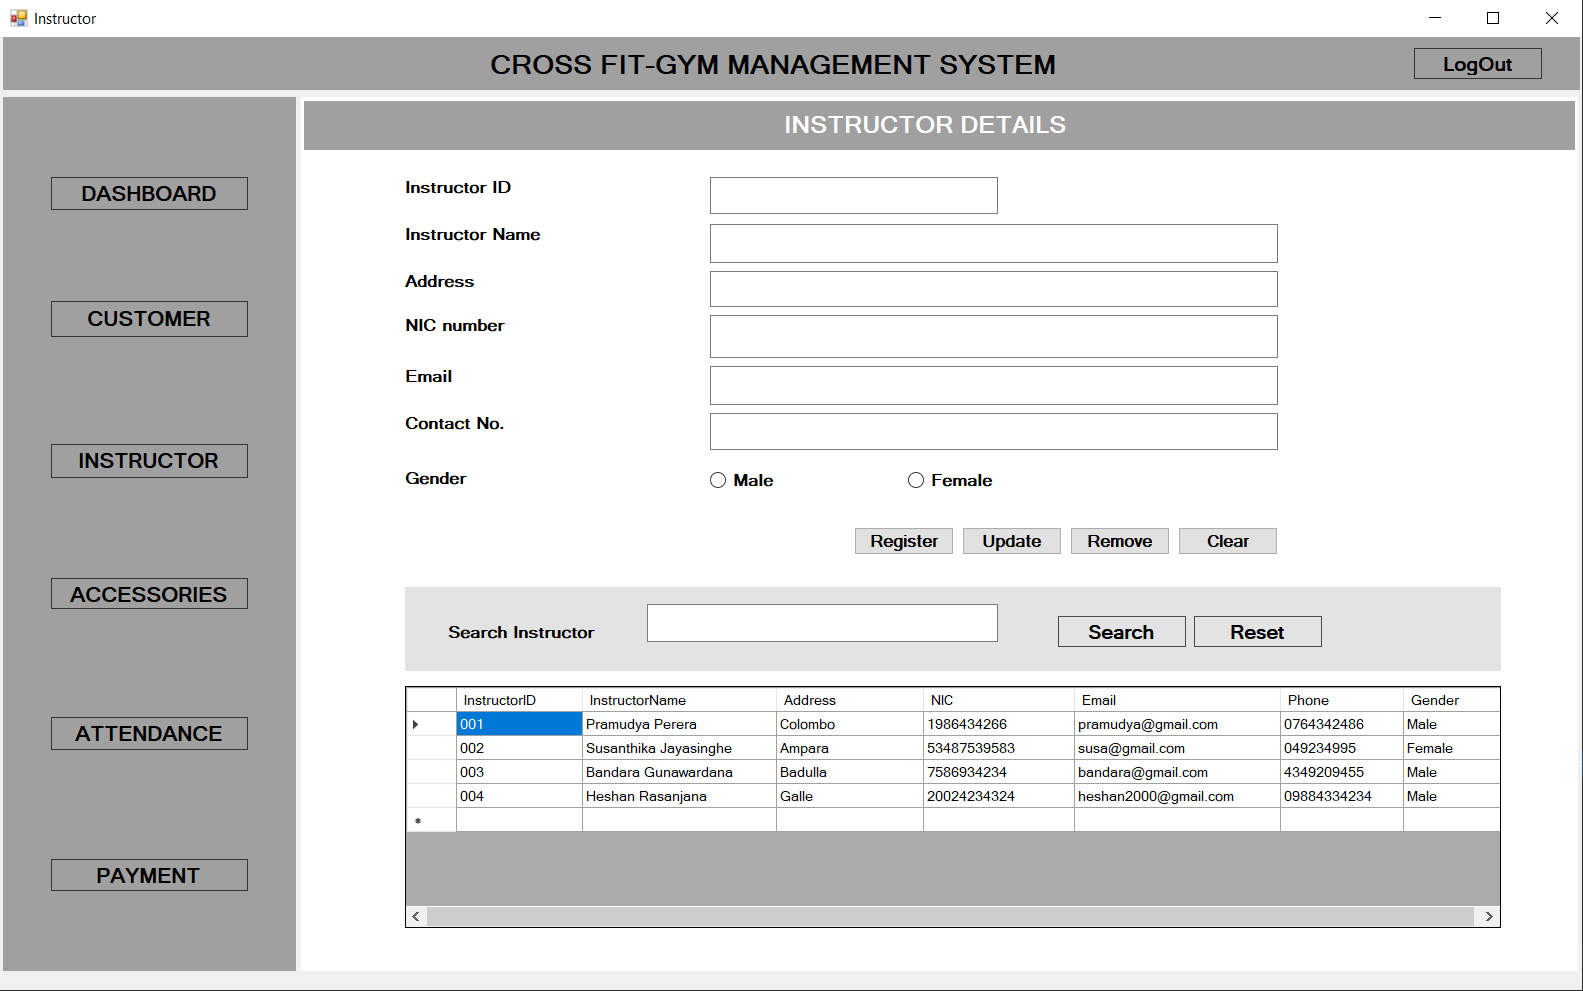 Instructor
CROSS FIT-GYM MANAGEMENT SYSTEM
LogOut
DASHBOARD
CUSTOMER
INSTRUCTOR
ACCESSORIES
ATTENDANCE
PAYMENT
INSTRUCTOR DETAILS
Instructor ID
Instructor Name
Address
NIC number
Email
Contact No.
Gender Male Female
Register Update Remove Clear
Search Instructor Search Reset
InstructorID InstructorName Address NIC Email Phone Gender
001 Pramudya Perera Colombo 1986434266 pramudya@gmail.com 0764342486 Male
002 Susanthika Jayasinghe Ampara 53487539583 susa@gmail.com 049234995 Female
003 Bandara Gunawardana Badulla 7586934234 bandara@gmail.com 4349209455 Male
004 Heshan Rasanjana Galle 20024234324 heshan2000@gmail.com 09884334234 Male